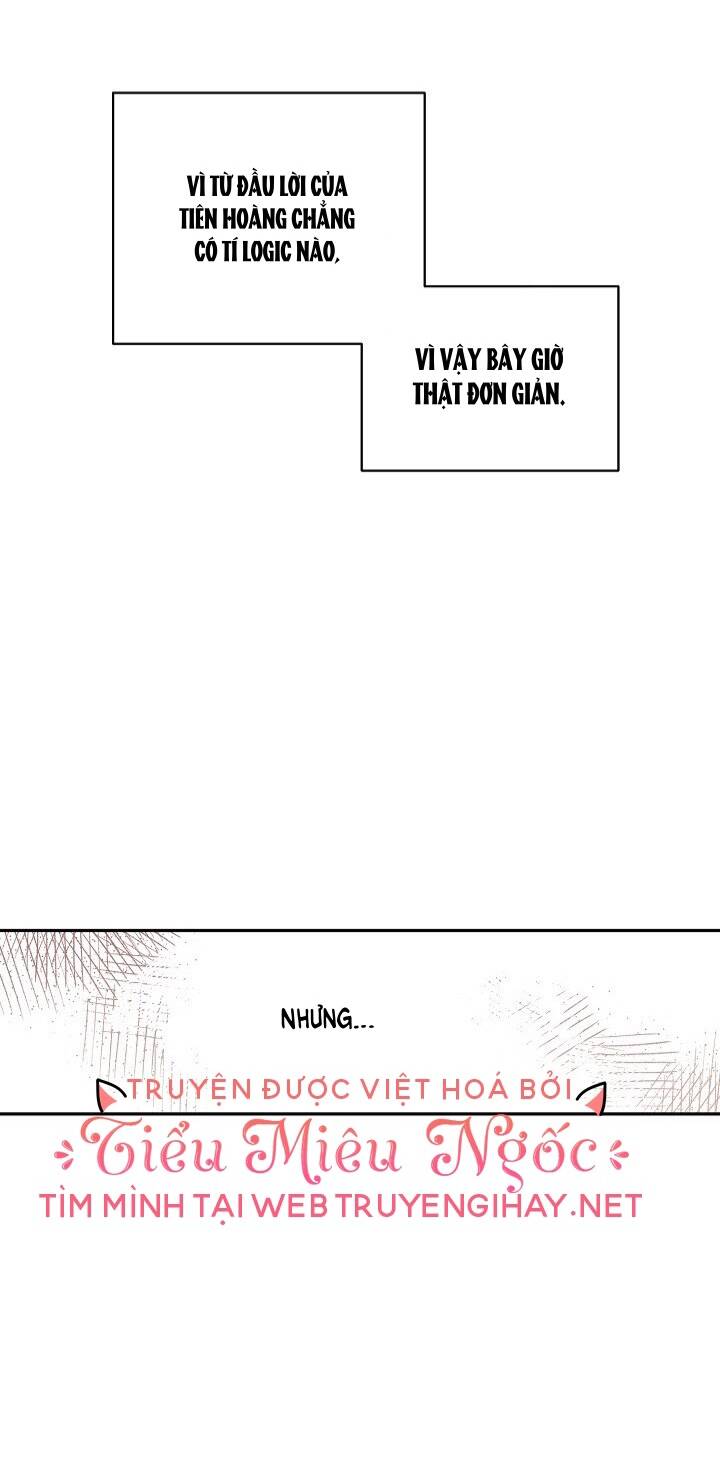 VÌ TỪ ĐẦU LỜI CỦA
TIÊN HOÀNG CHẲNG
CÓ TÍ LOGIC NÀO,
VÌ VẬY BÂY GIỜ
THẬT ĐƠN GIẢN.
NHƯNG...
TRUYỆN ĐƯỢC VIỆT HOÁ BỞI
TIỂU MIÊU NGỐC
TÌM MÌNH TẠI WEB TRUYENGIHAY.NET